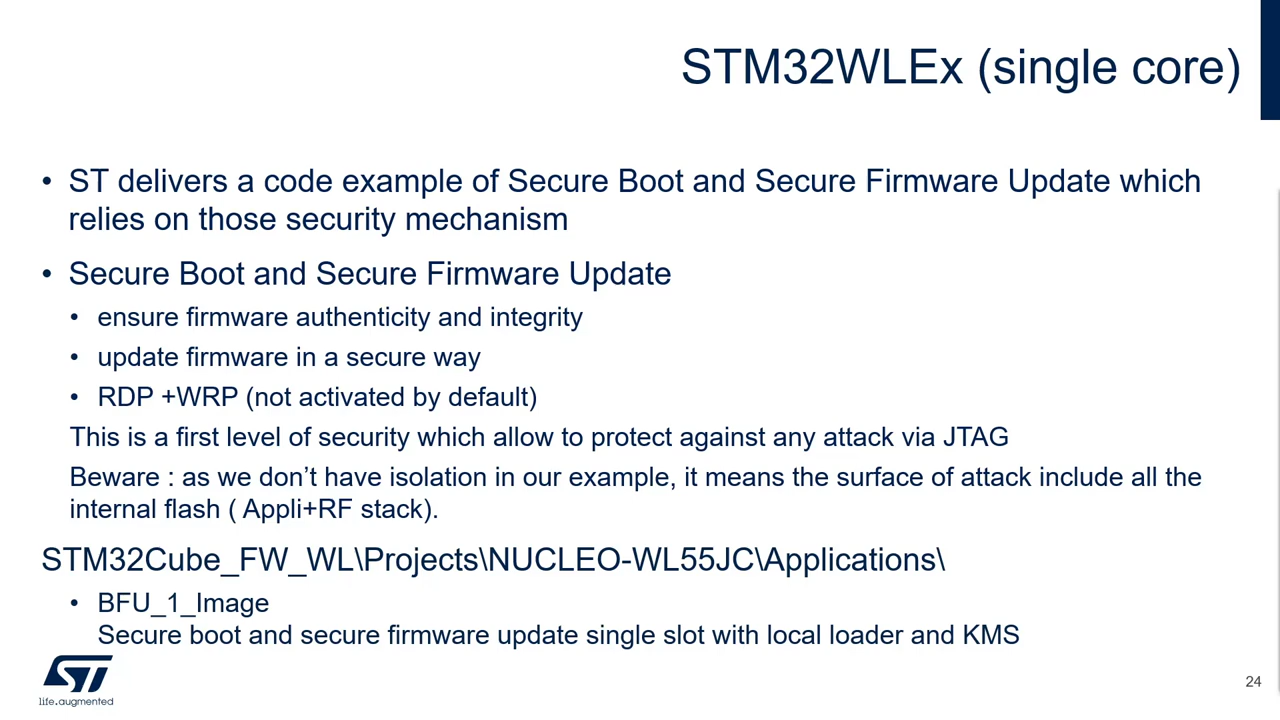 STM32WLEx (single core)
• ST delivers a code example of Secure Boot and Secure Firmware Update which
relies on those security mechanism
• Secure Boot and Secure Firmware Update
• ensure firmware authenticity and integrity
• update firmware in a secure way
• RDP +WRP (not activated by default)
This is a first level of security which allow to protect against any attack via JTAG
Beware : as we don’t have isolation in our example, it means the surface of attack include all the
internal flash ( Appli+RF stack).
STM32Cube_FW_WL\Projects\NUCLEO-WL55JC\Applications\
• BFU_1_Image
Secure boot and secure firmware update single slot with local loader and KMS
ST
life.augmented
24